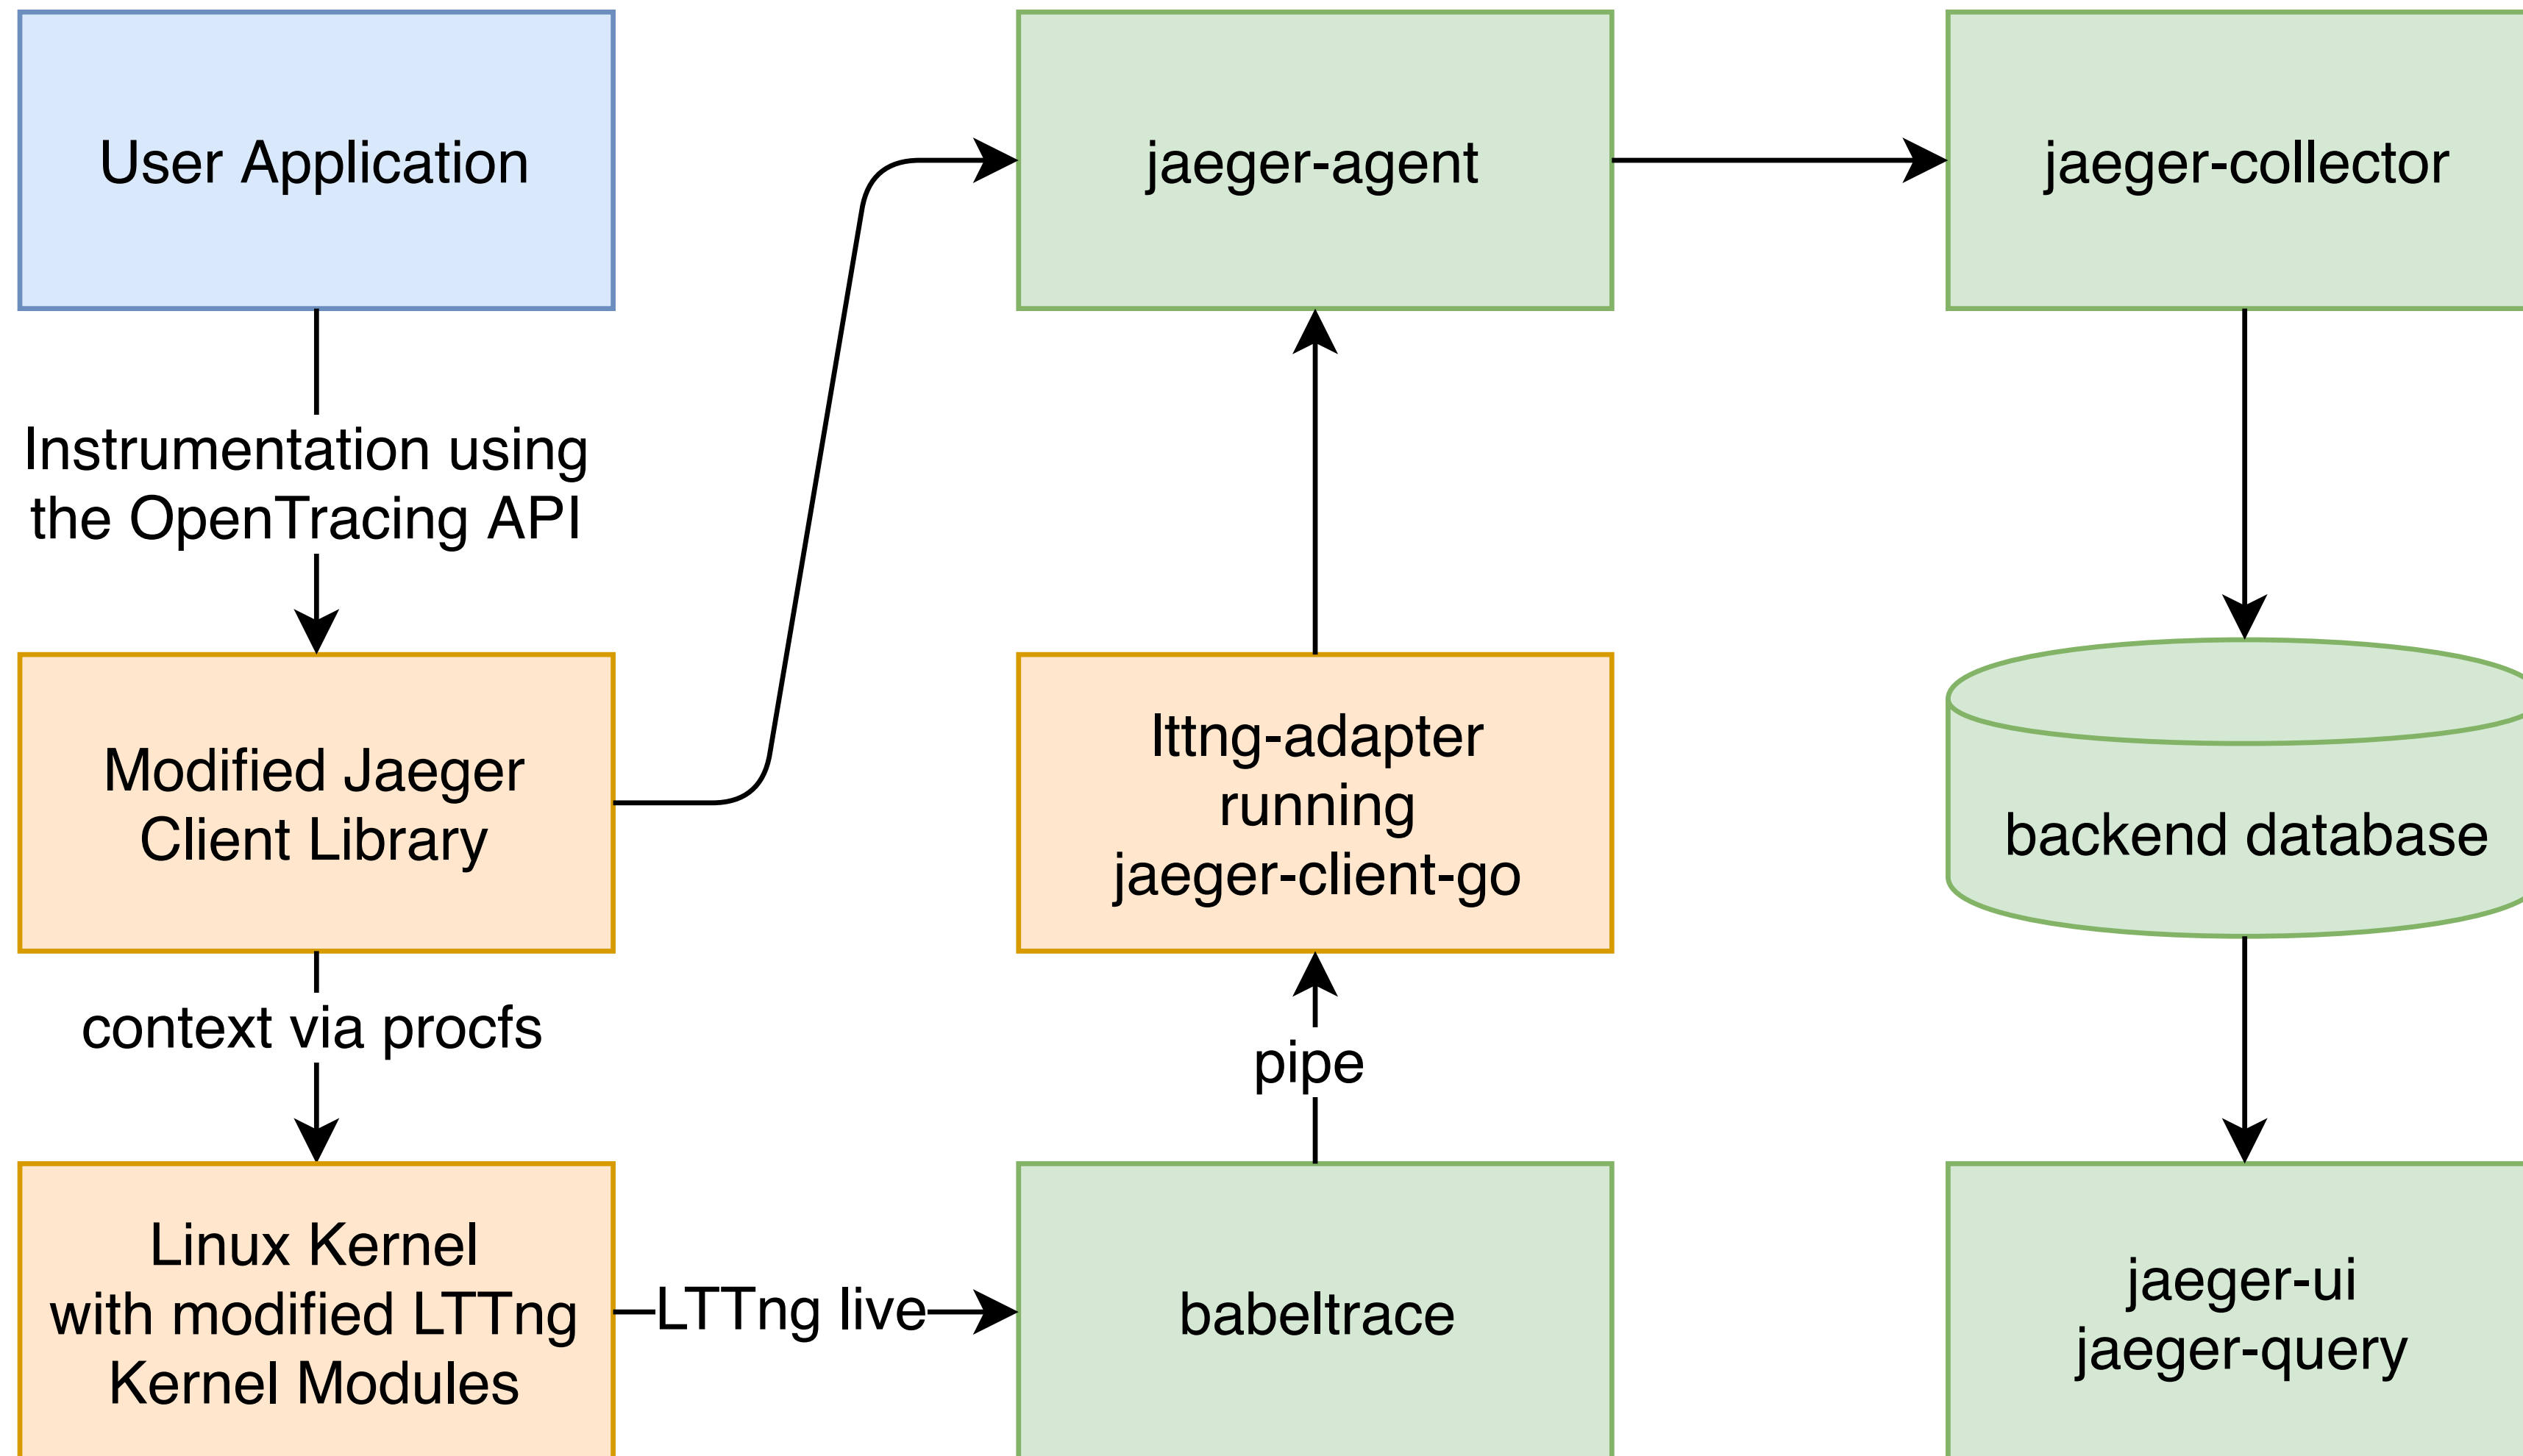 User Application
jaeger-agent
jaeger-collector
Instrumentation using
the OpenTracing API
Modified Jaeger
Client Library
lttng-adapter
running
jaeger-client-go
backend database
context via procfs
pipe
Linux Kernel
with modified LTTng
Kernel Modules
LTTng live
babeltrace
jaeger-ui
jaeger-query